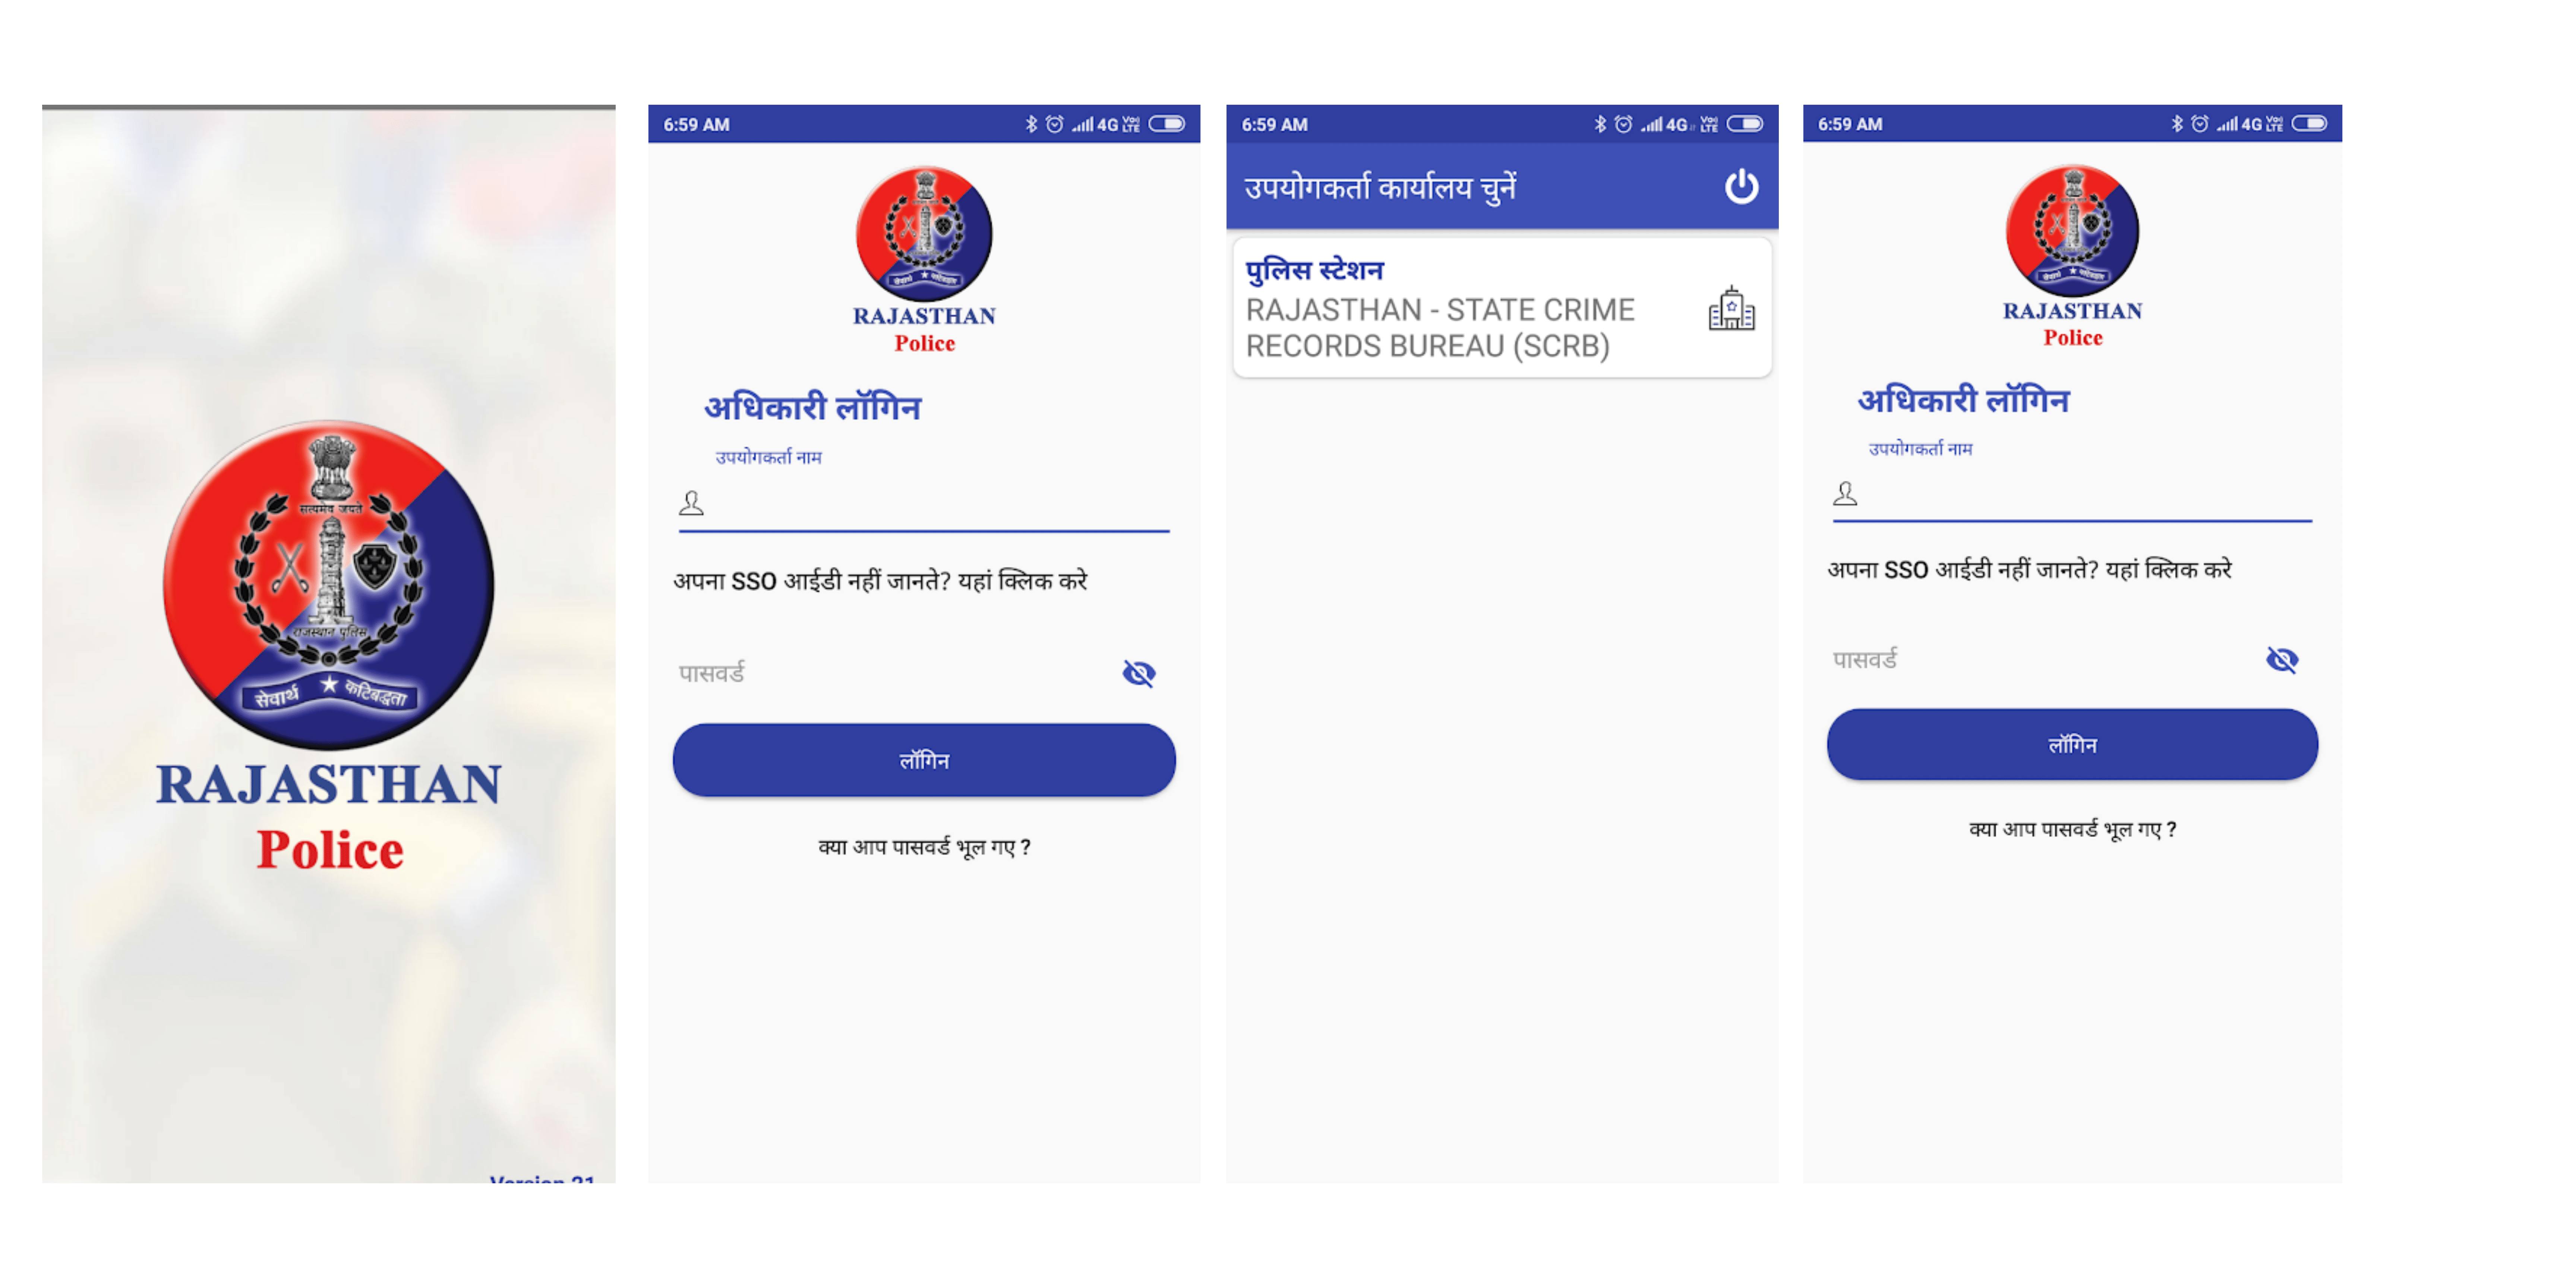 सत्यमेव जयते
राजस्थान पुलिस
सेवार्थ ★ कटिबद्धता
RAJASTHAN
Police
Version 21
6:59 AM
4G
RAJASTHAN
Police
अधिकारी लॉगिन
उपयोगकर्ता नाम
अपना SSO आईडी नहीं जानते? यहां क्लिक करे
पासवर्ड
लॉगिन
क्या आप पासवर्ड भूल गए ?
6:59 AM
4G
उपयोगकर्ता कार्यालय चुनें
पुलिस स्टेशन
RAJASTHAN - STATE CRIME
RECORDS BUREAU (SCRB)
6:59 AM
4G
RAJASTHAN
Police
अधिकारी लॉगिन
उपयोगकर्ता नाम
अपना SSO आईडी नहीं जानते? यहां क्लिक करे
पासवर्ड
लॉगिन
क्या आप पासवर्ड भूल गए ?